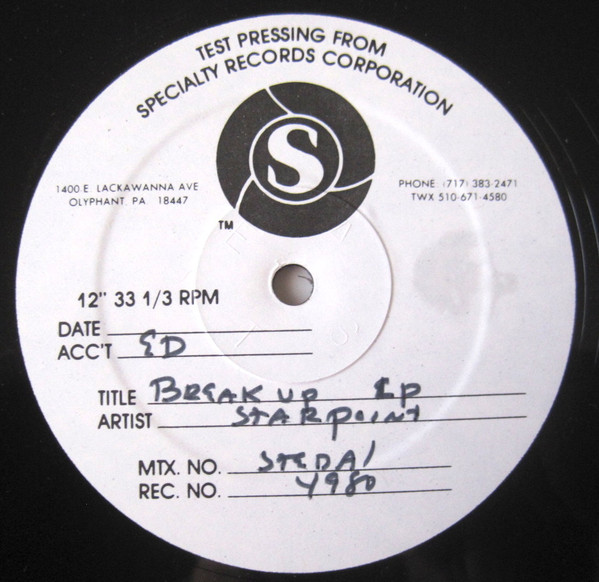 TEST PRESSING FROM
SPECIALTY RECORDS CORPORATION
S
1400 E. LACKAWANNA AVE
OLYPHANT, PA 18447
PHONE (717) 383-2471
TWX 510-671-4580
TM
12" 33 1/3 RPM
DATE
ACC'T ED
TITLE BREAK UP LP
ARTIST STARPOINT
MTX. NO. STEDA1
REC. NO. 4980